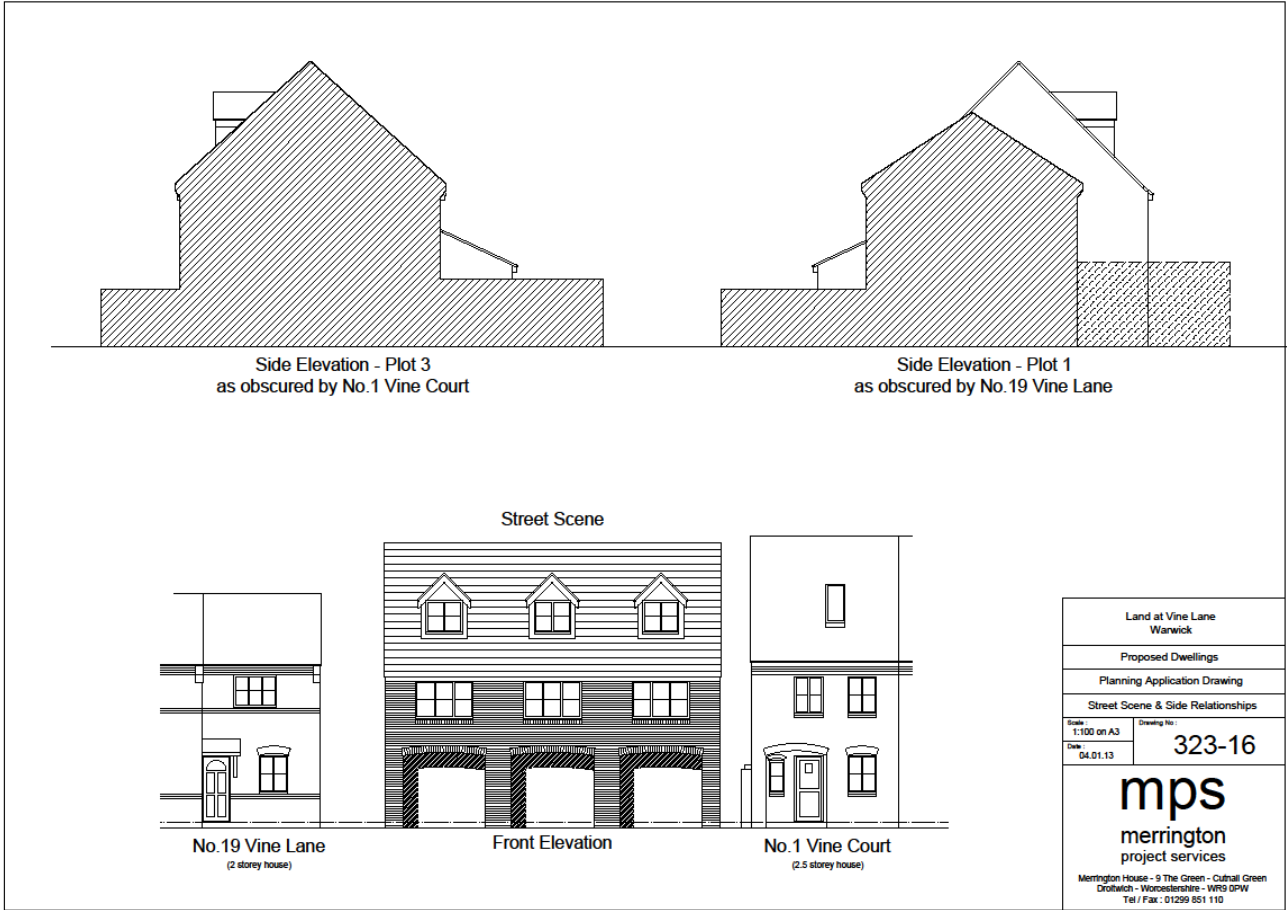 Side Elevation - Plot 3
as obscured by No.1 Vine Court
Side Elevation - Plot 1
as obscured by No.19 Vine Lane
Street Scene
No.19 Vine Lane
(2 storey house)
Front Elevation
No.1 Vine Court
(2.5 storey house)
Land at Vine Lane
Warwick
Proposed Dwellings
Planning Application Drawing
Street Scene & Side Relationships
Scale :
1:100 on A3
Date :
04.01.13
Drawing No :
323-16
mps
merrington
project services
Merrington House - 9 The Green - Cutnall Green
Droitwich - Worcestershire - WR9 0PW
Tel / Fax : 01299 851 110